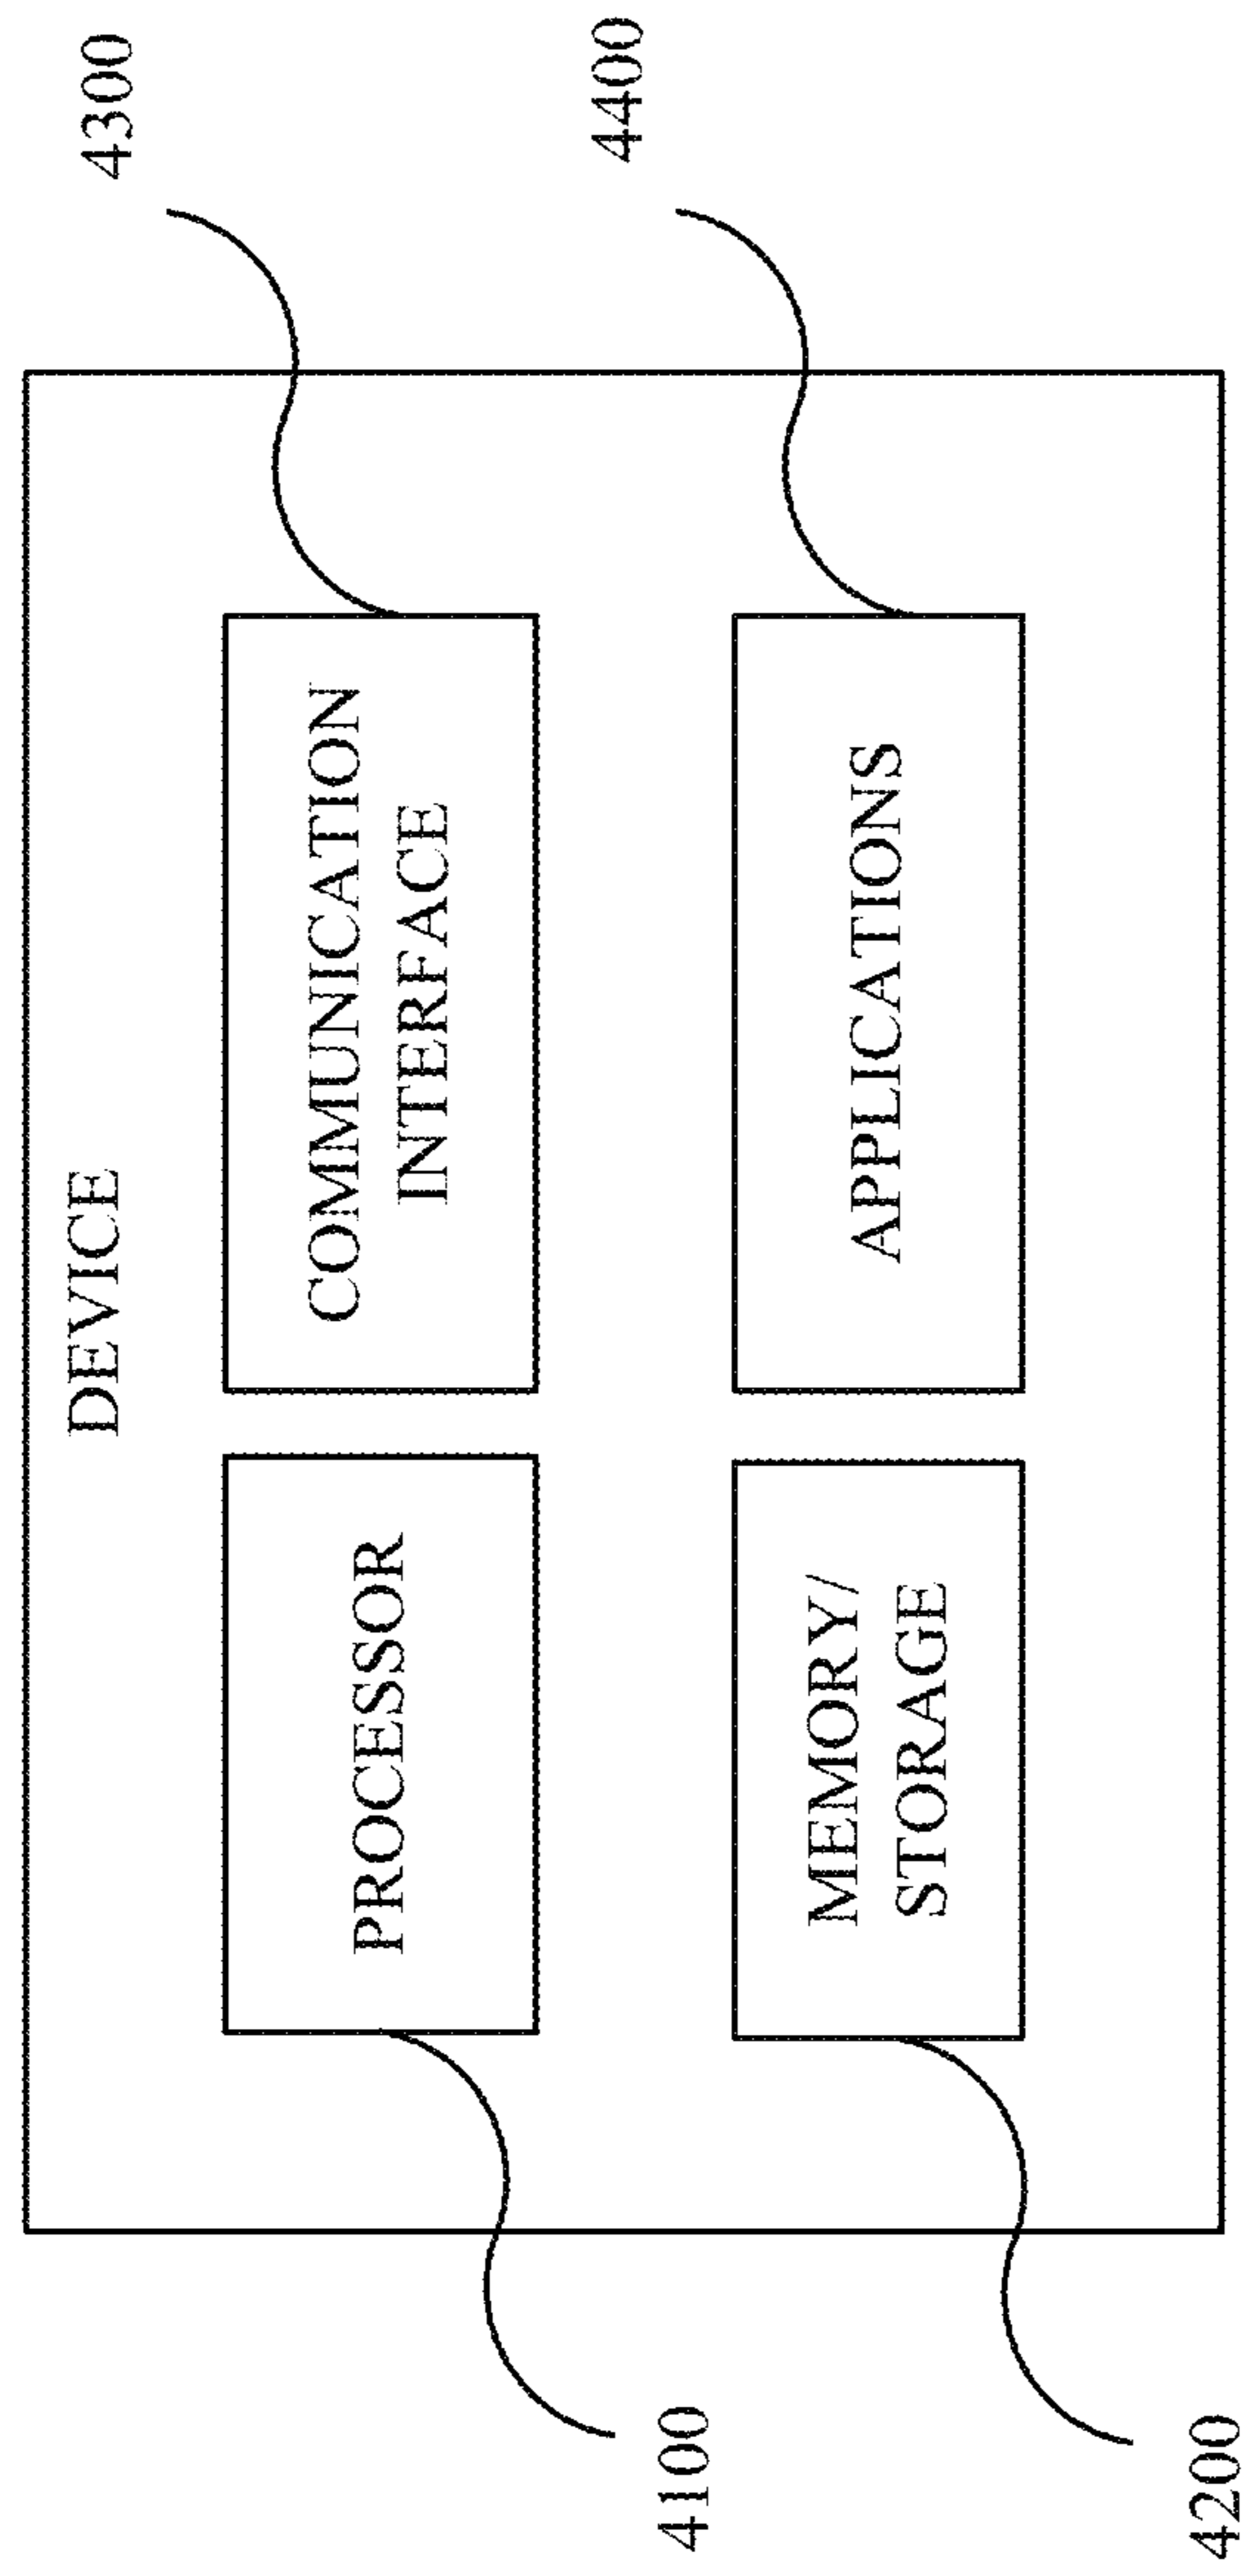 DEVICE
4300
PROCESSOR
COMMUNICATION
INTERFACE
4100
4400
MEMORY/
STORAGE
APPLICATIONS
4200